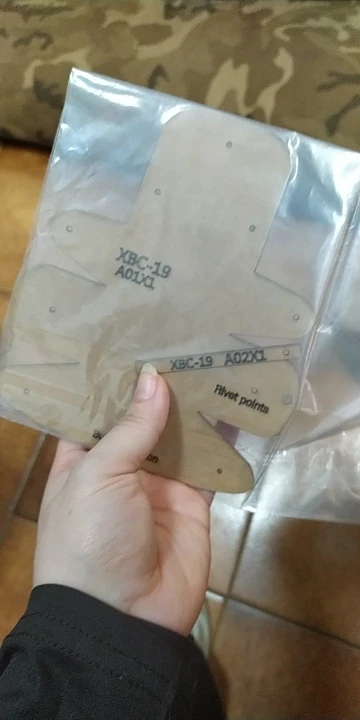 XBC-19
A01X1
XBC-19 A02X1
Rivet points